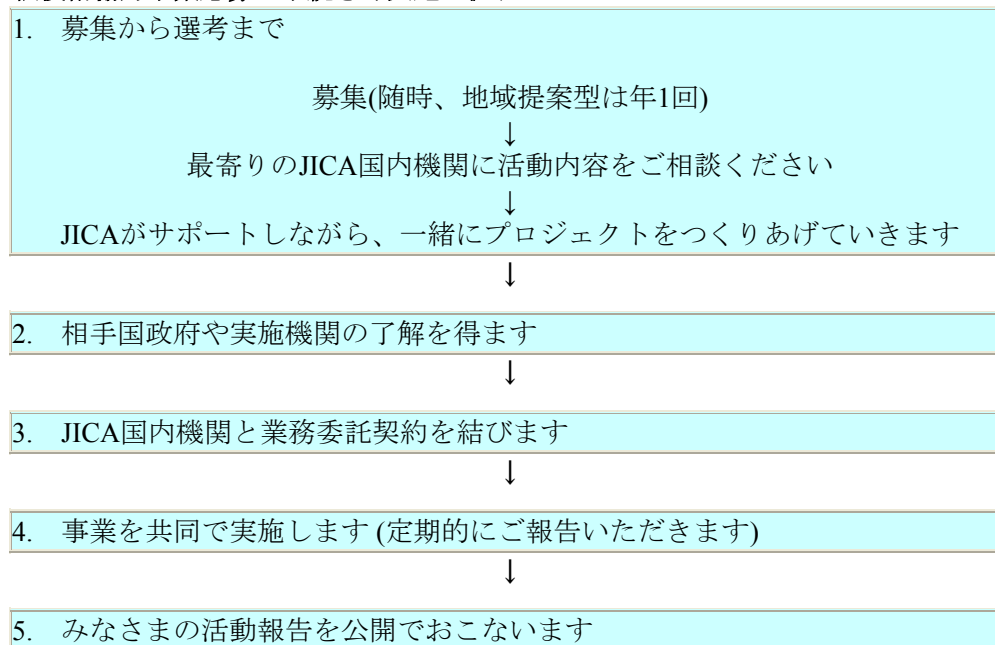 1. 募集から選考まで
募集(随時、地域提案型は年1回)
↓
最寄りのJICA国内機関に活動内容をご相談ください
↓
JICAがサポートしながら、一緒にプロジェクトをつくりあげていきます
↓
2. 相手国政府や実施機関の了解を得ます
↓
3. JICA国内機関と業務委託契約を結びます
↓
4. 事業を共同で実施します (定期的にご報告いただきます)
↓
5. みなさまの活動報告を公開でおこないます